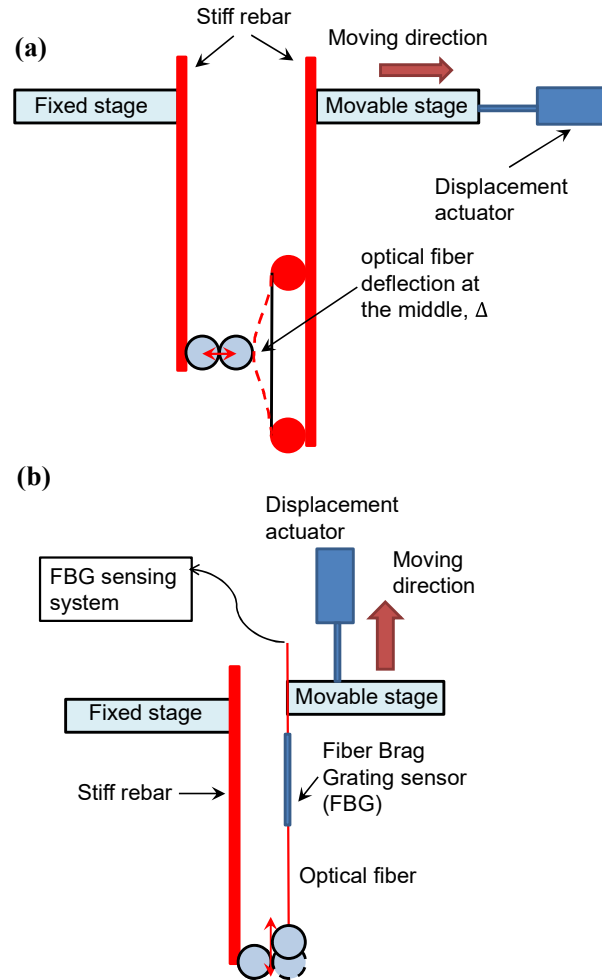 (a)
Stiff rebar
Moving direction
Fixed stage
Movable stage
Displacement
actuator
optical fiber
deflection at
the middle, Δ
(b)
Displacement
actuator
FBG sensing
system
Moving
direction
Fixed stage
Movable stage
Stiff rebar
Fiber Brag
Grating sensor
(FBG)
Optical fiber